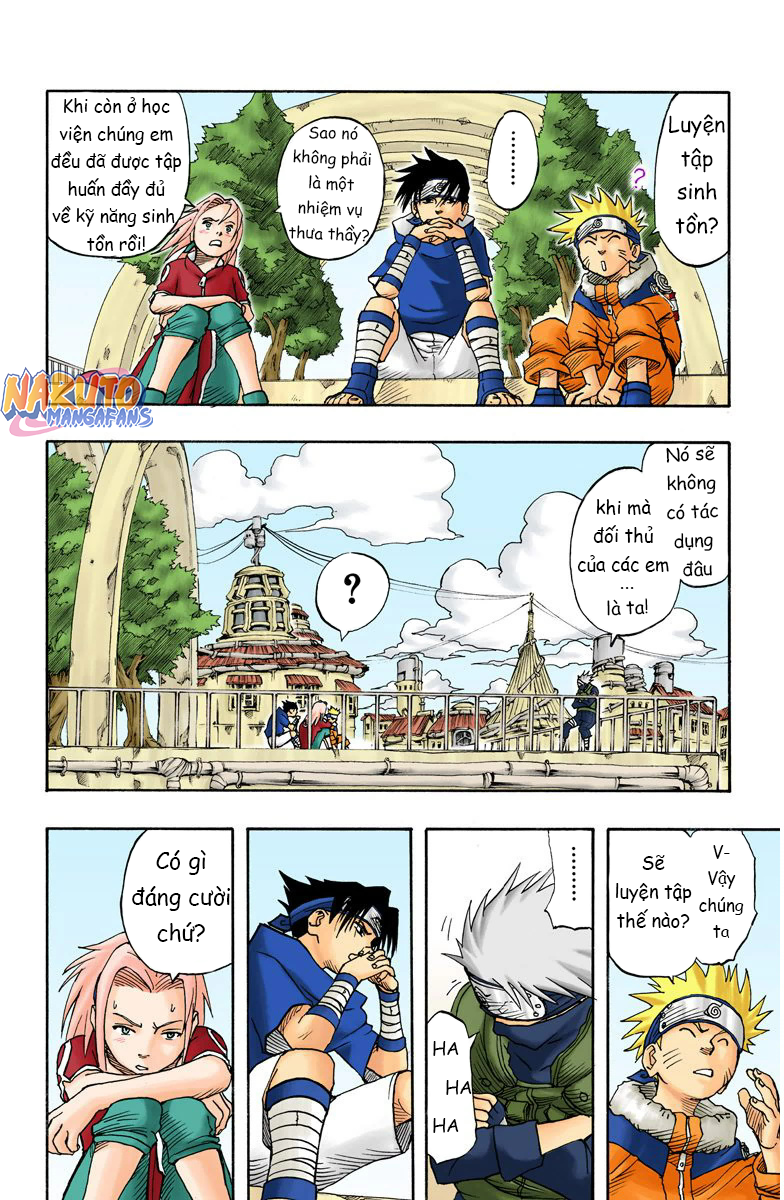 Luyện
tập
sinh
tồn?
?
.......
Sao nó
không phải
là một
nhiệm vụ
thưa thầy?
Khi còn ở học
viện chúng em
đều đã được tập
huấn đầy đủ
về kỹ năng sinh
tồn rồi!
NARUTO
MANGAFANS
Nó sẽ
không
có tác
dụng
đâu
khi mà
đối thủ
của các em
...
là ta!
?
V-
Vậy chúng
ta
Sẽ
luyện tập
thế nào?
.......
HA
HA
HA
Có gì
đáng cười
chứ?